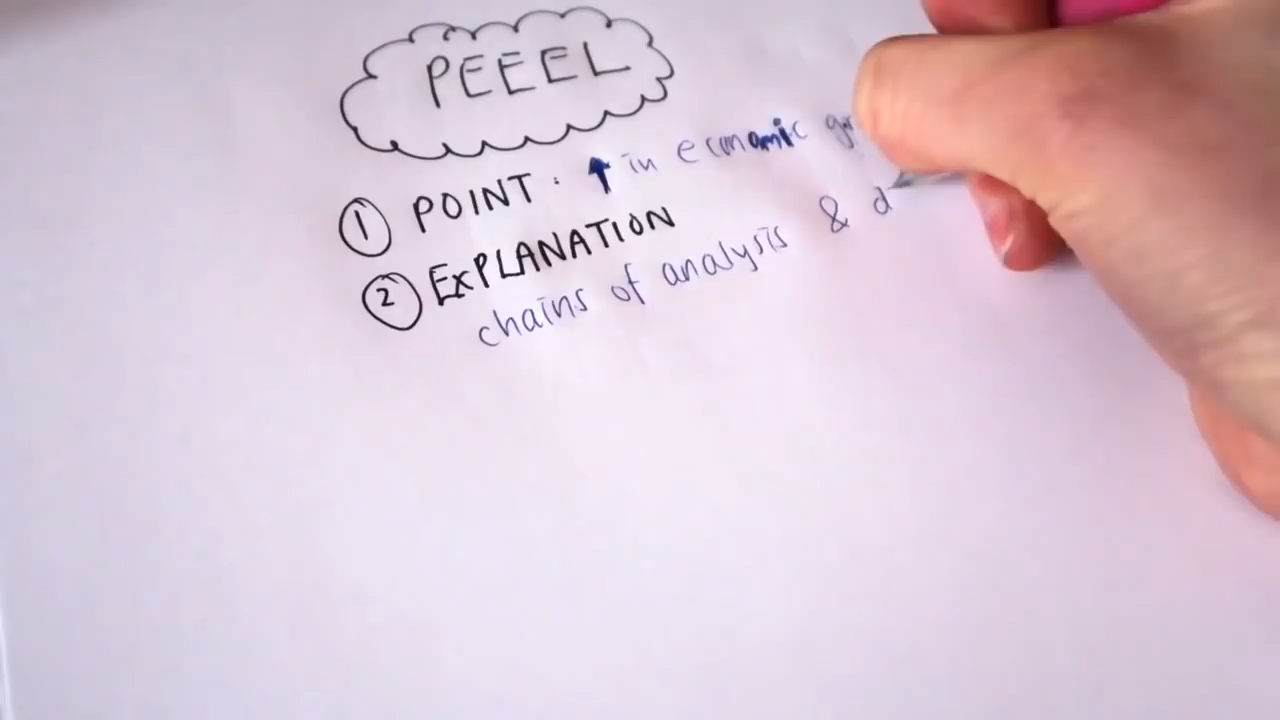 PEEEL
① POINT : ↑ in economic
② EXPLANATION
chains of analysis & d